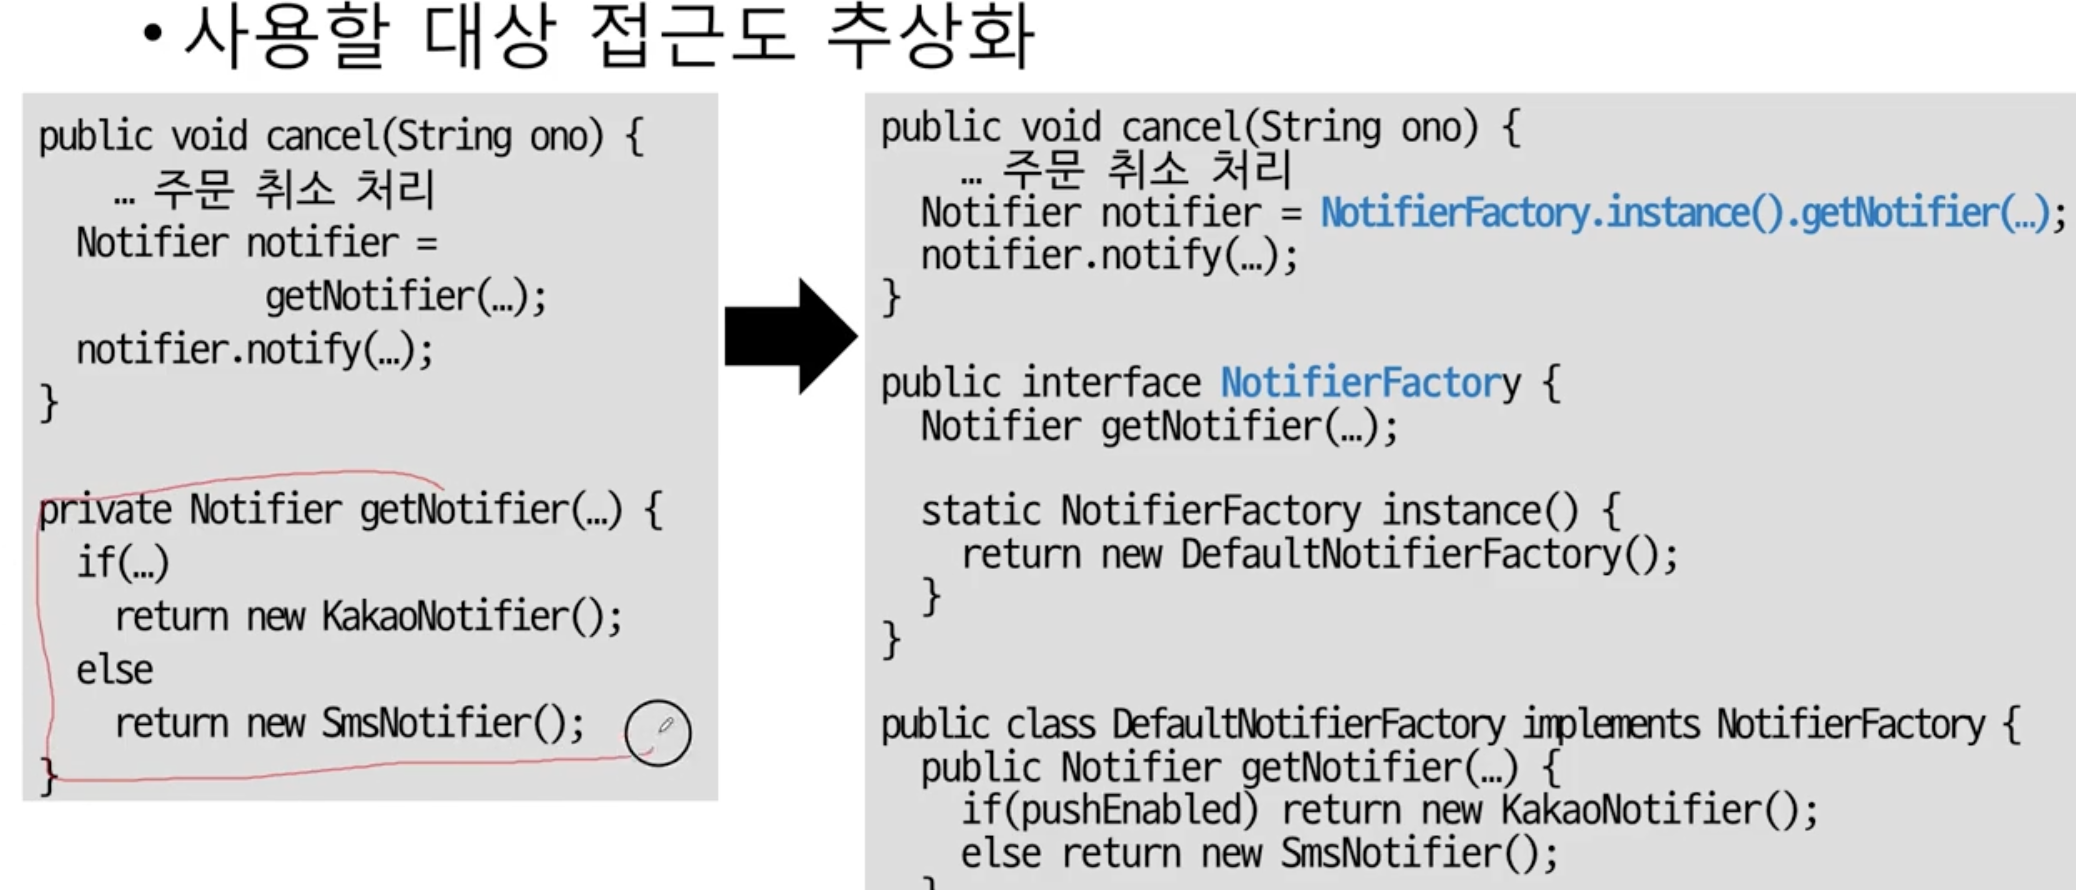 • 사용할 대상 접근도 추상화
public void cancel(String ono) {
… 주문 취소 처리
Notifier notifier =
getNotifier(…);
notifier.notify(…);
}
private Notifier getNotifier(…) {
if(…)
return new KakaoNotifier();
else
return new SmsNotifier();
}
public void cancel(String ono) {
… 주문 취소 처리
Notifier notifier = NotifierFactory.instance().getNotifier(…);
notifier.notify(…);
}
public interface NotifierFactory {
Notifier getNotifier(…);
static NotifierFactory instance() {
return new DefaultNotifierFactory();
}
}
public class DefaultNotifierFactory implements NotifierFactory {
public Notifier getNotifier(…) {
if(pushEnabled) return new KakaoNotifier();
else return new SmsNotifier();
}